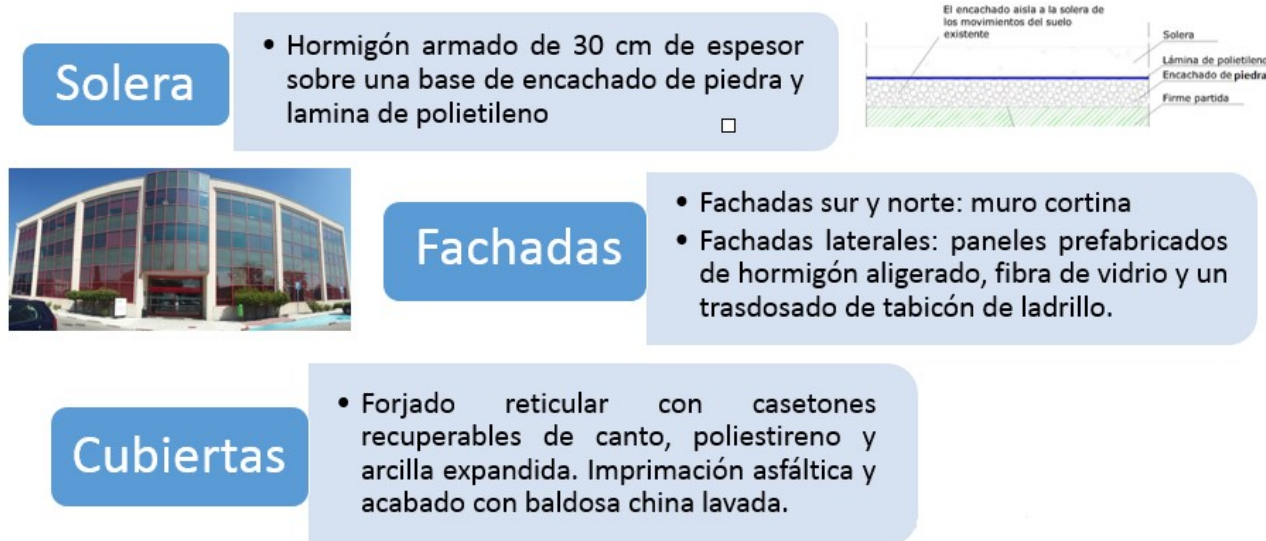 Solera
• Hormigón armado de 30 cm de espesor
sobre una base de encachado de piedra y
lamina de polietileno
El encachado aisla a la solera de
los movimientos del suelo
existente
Solera
Lámina de polietileno
Encachado de piedra
Firme partida
Fachadas
• Fachadas sur y norte: muro cortina
• Fachadas laterales: paneles prefabricados
de hormigón aligerado, fibra de vidrio y un
trasdosado de tabicón de ladrillo.
Cubiertas
• Forjado reticular con casetones
recuperables de canto, poliestireno y
arcilla expandida. Imprimación asfáltica y
acabado con baldosa china lavada.